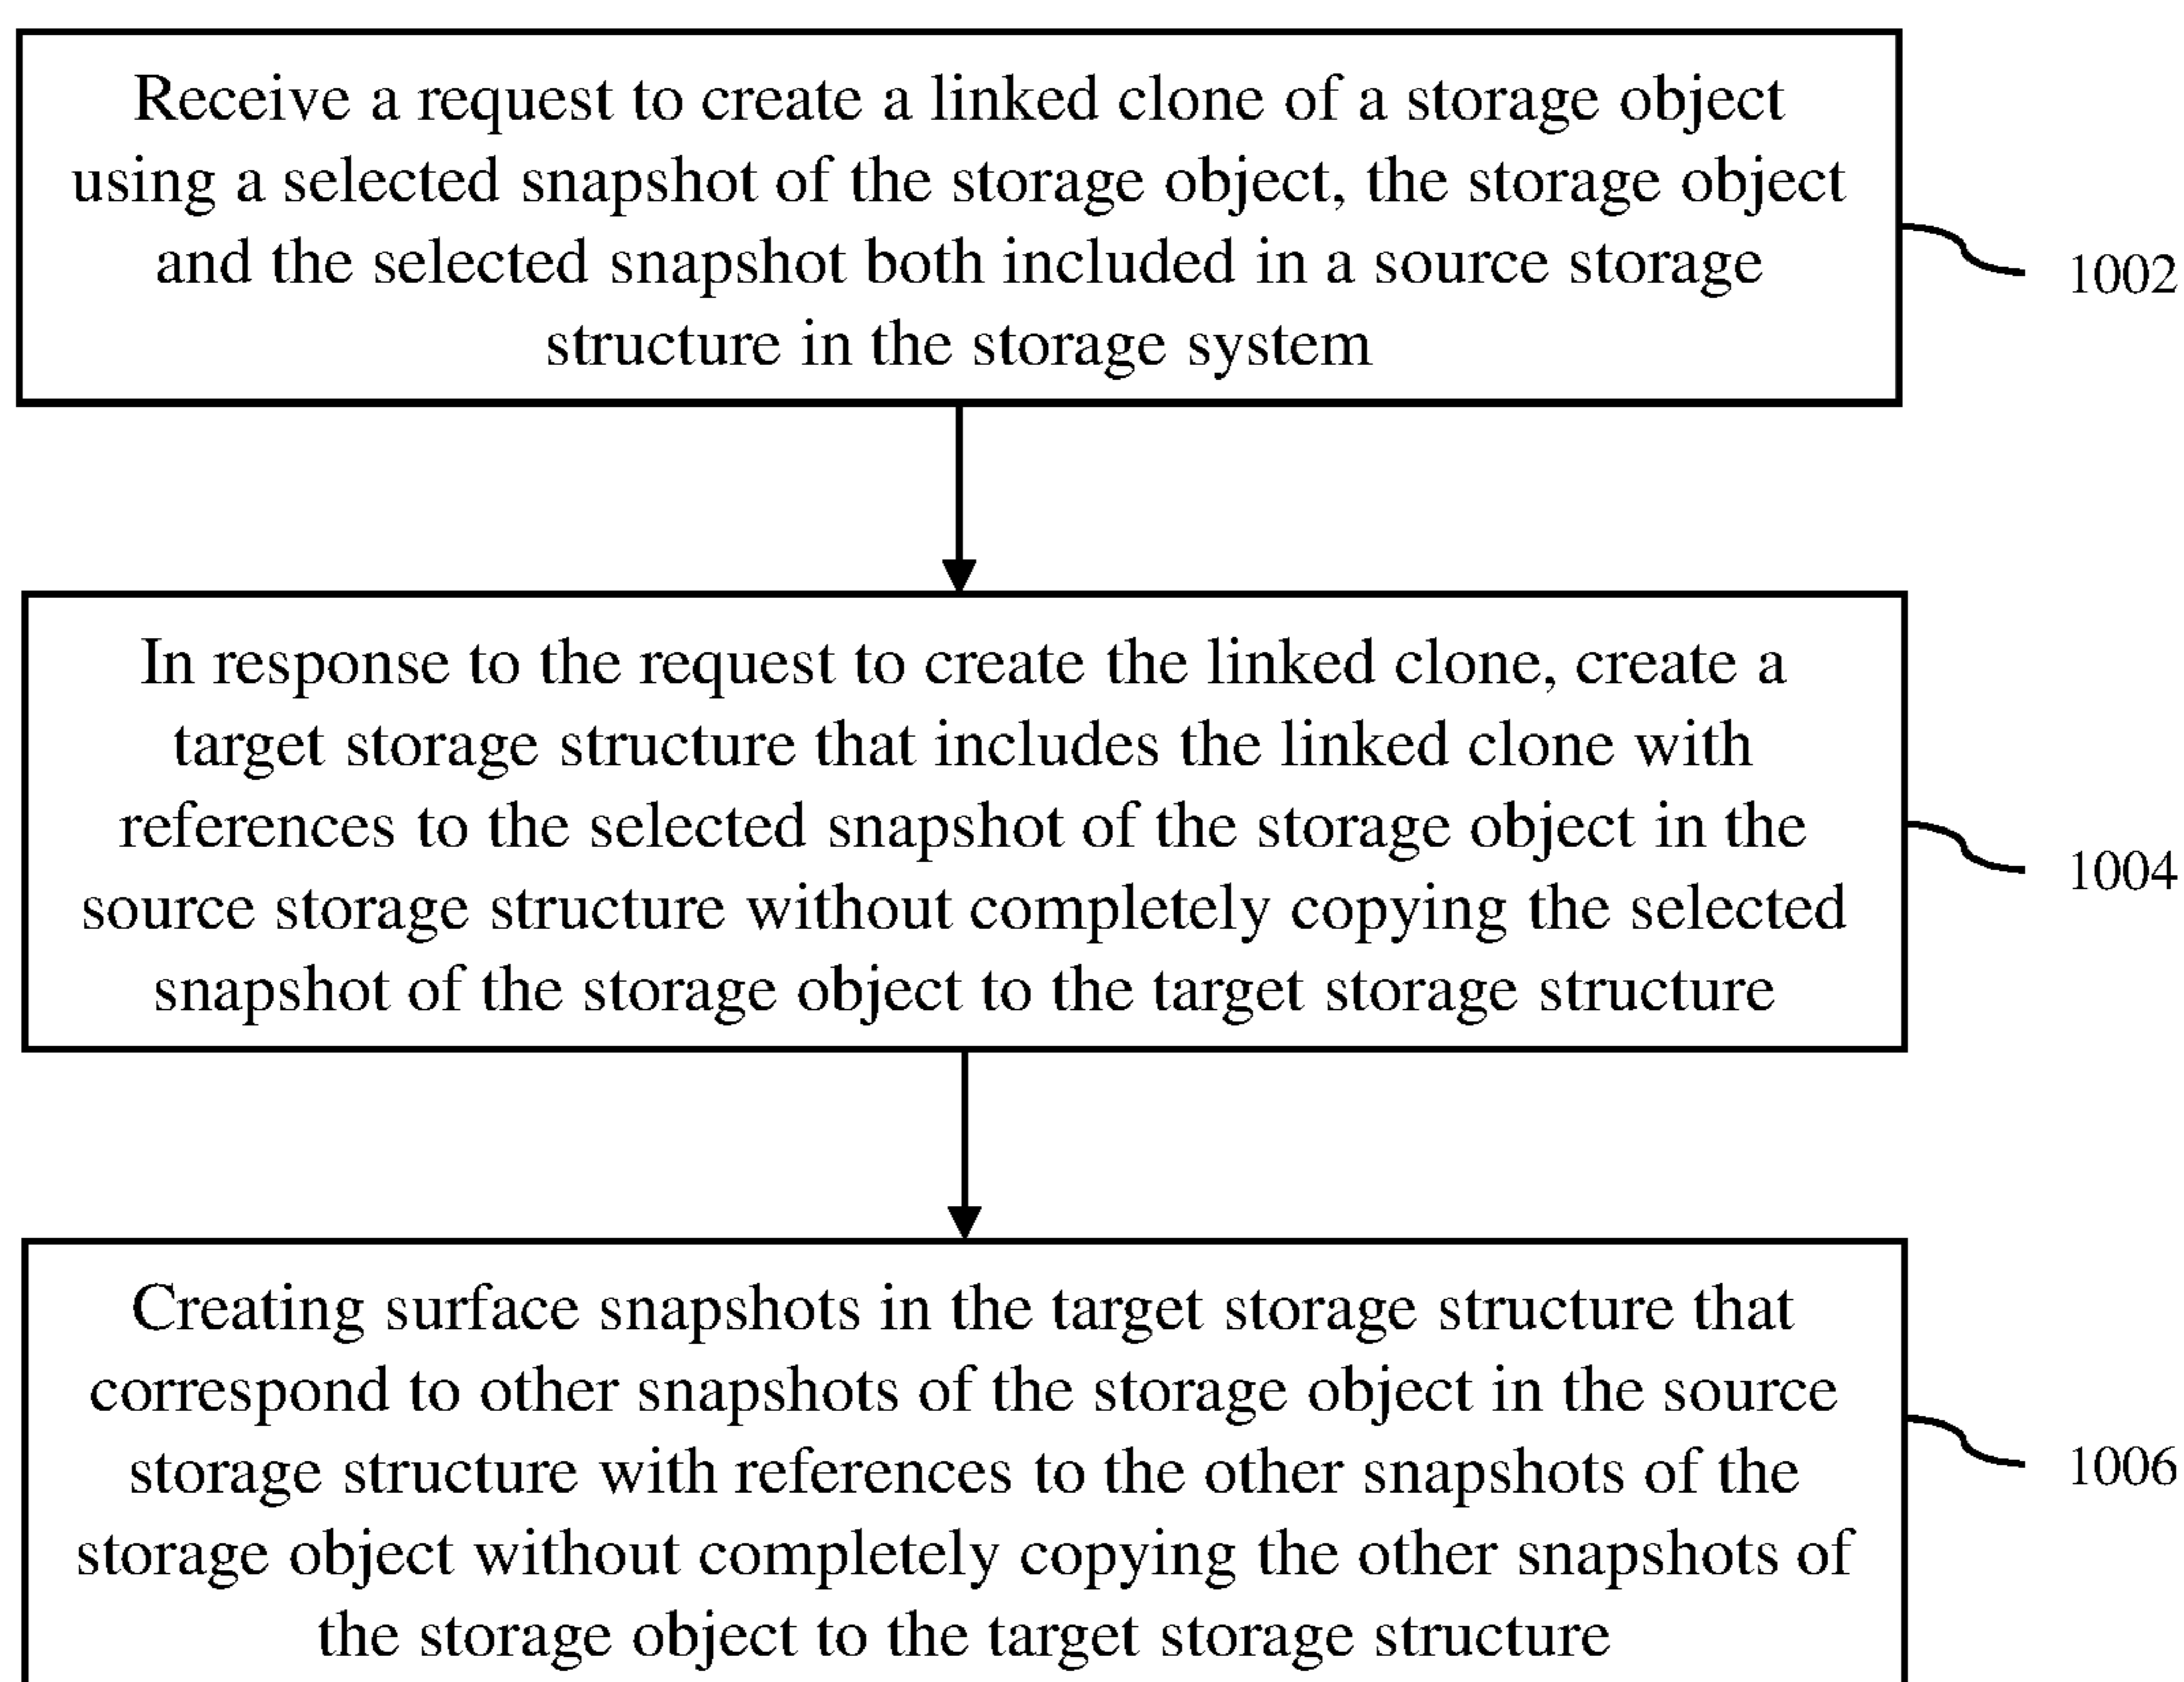 Receive a request to create a linked clone of a storage object
using a selected snapshot of the storage object, the storage object
and the selected snapshot both included in a source storage
structure in the storage system
1002
In response to the request to create the linked clone, create a
target storage structure that includes the linked clone with
references to the selected snapshot of the storage object in the
source storage structure without completely copying the selected
snapshot of the storage object to the target storage structure
1004
Creating surface snapshots in the target storage structure that
correspond to other snapshots of the storage object in the source
storage structure with references to the other snapshots of the
storage object without completely copying the other snapshots of
the storage object to the target storage structure
1006